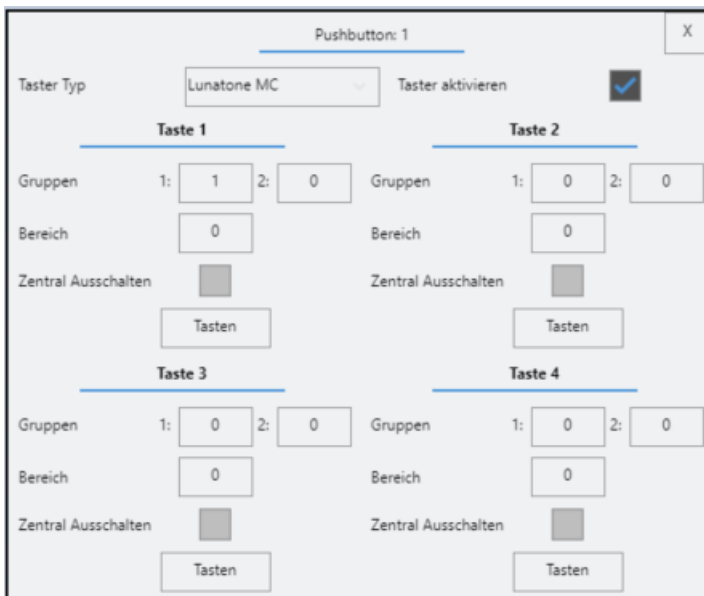 Pushbutton: 1 X
Taster Typ Lunatone MC Taster aktivieren
Taste 1 Taste 2
Gruppen 1: 1 2: 0 Gruppen 1: 0 2: 0
Bereich 0 Bereich 0
Zentral Ausschalten Zentral Ausschalten
Tasten Tasten
Taste 3 Taste 4
Gruppen 1: 0 2: 0 Gruppen 1: 0 2: 0
Bereich 0 Bereich 0
Zentral Ausschalten Zentral Ausschalten
Tasten Tasten